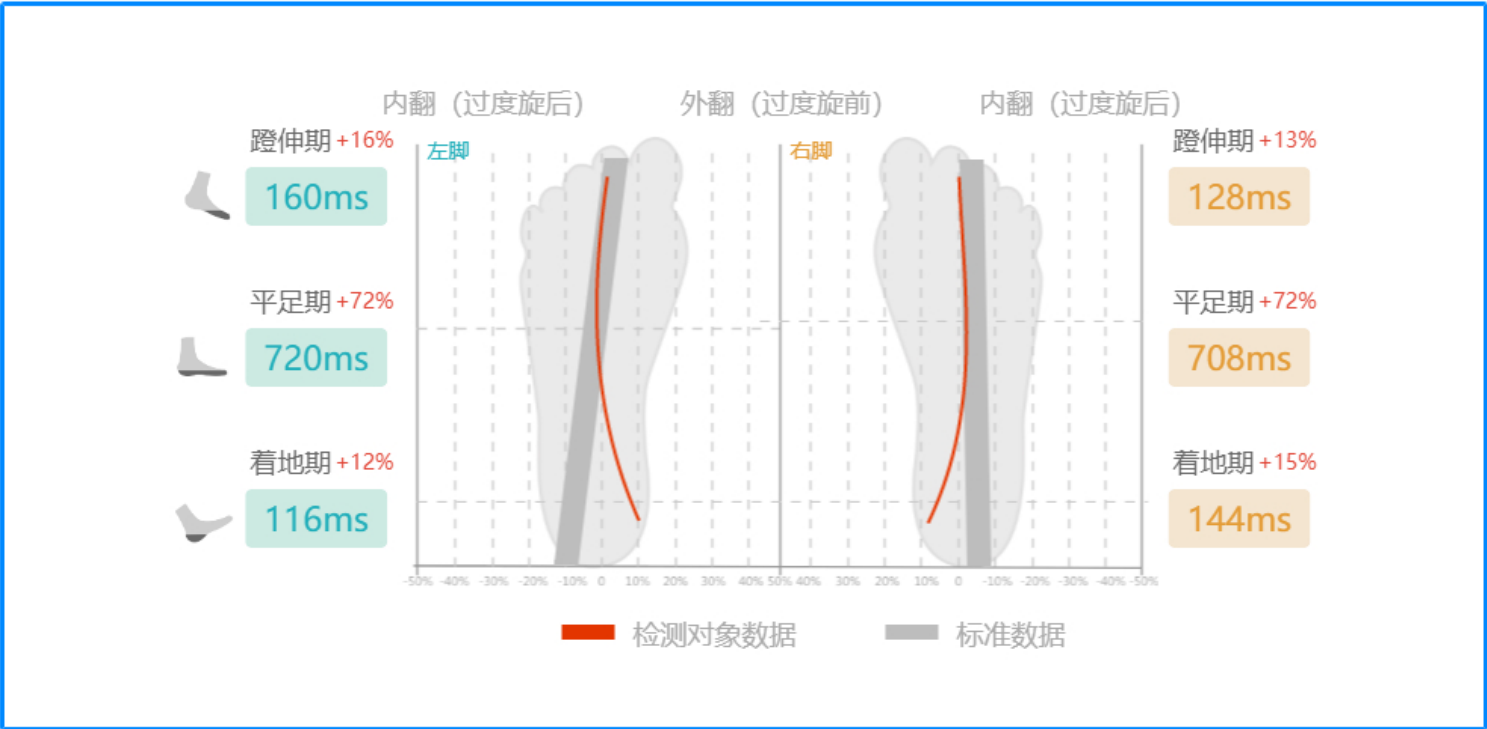 内翻（过度旋后） 外翻（过度旋前） 内翻（过度旋后）
蹬伸期 +16%
160ms
平足期 +72%
720ms
着地期 +12%
116ms
左脚
右脚
蹬伸期 +13%
128ms
平足期 +72%
708ms
着地期 +15%
144ms
-50% -40% -30% -20% -10% 0 10% 20% 30% 40% 50% 40% 30% 20% 10% 0 -10% -20% -30% -40% -50%
检测对象数据 标准数据